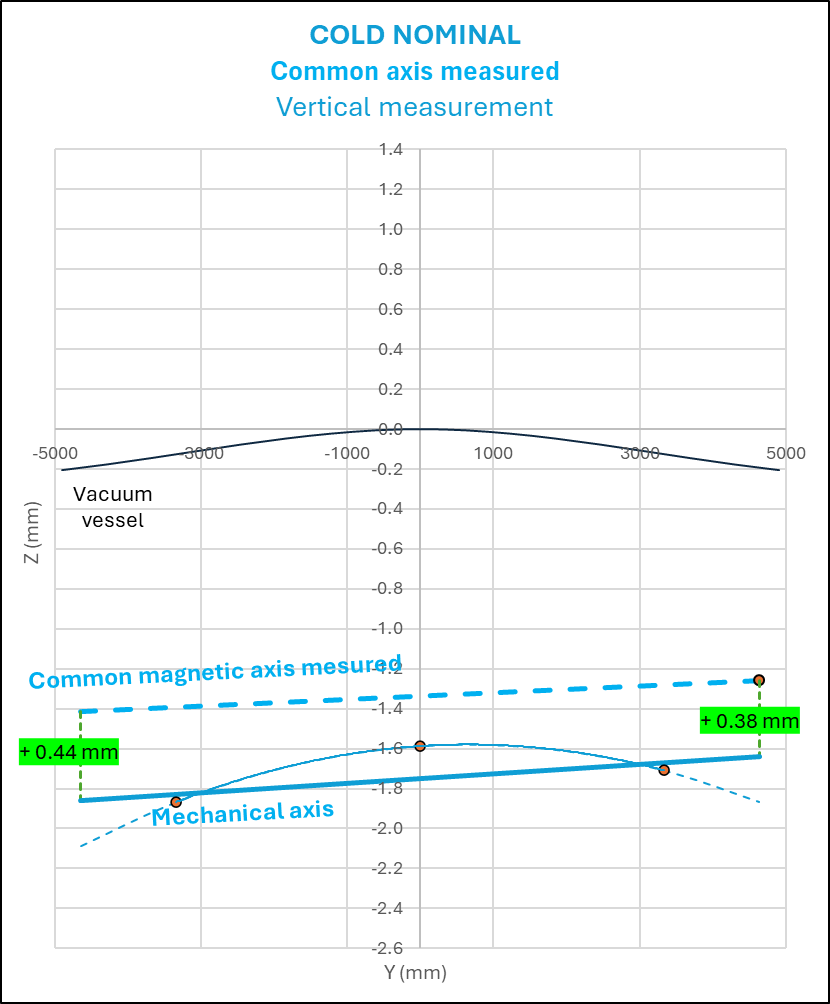 COLD NOMINAL
Common axis measured
Vertical measurement
1.4
1.2
1.0
0.8
0.6
0.4
0.2
0.0
-5000
-3000
-1000
1000
3000
5000
-0.2
Vacuum
vessel
-0.4
Z (mm)
-0.6
-0.8
-1.0
Common magnetic axis mesured
-1.2
-1.4
+ 0.38 mm
+ 0.44 mm
-1.6
-1.8
Mechanical axis
-2.0
-2.2
-2.4
-2.6
Y (mm)